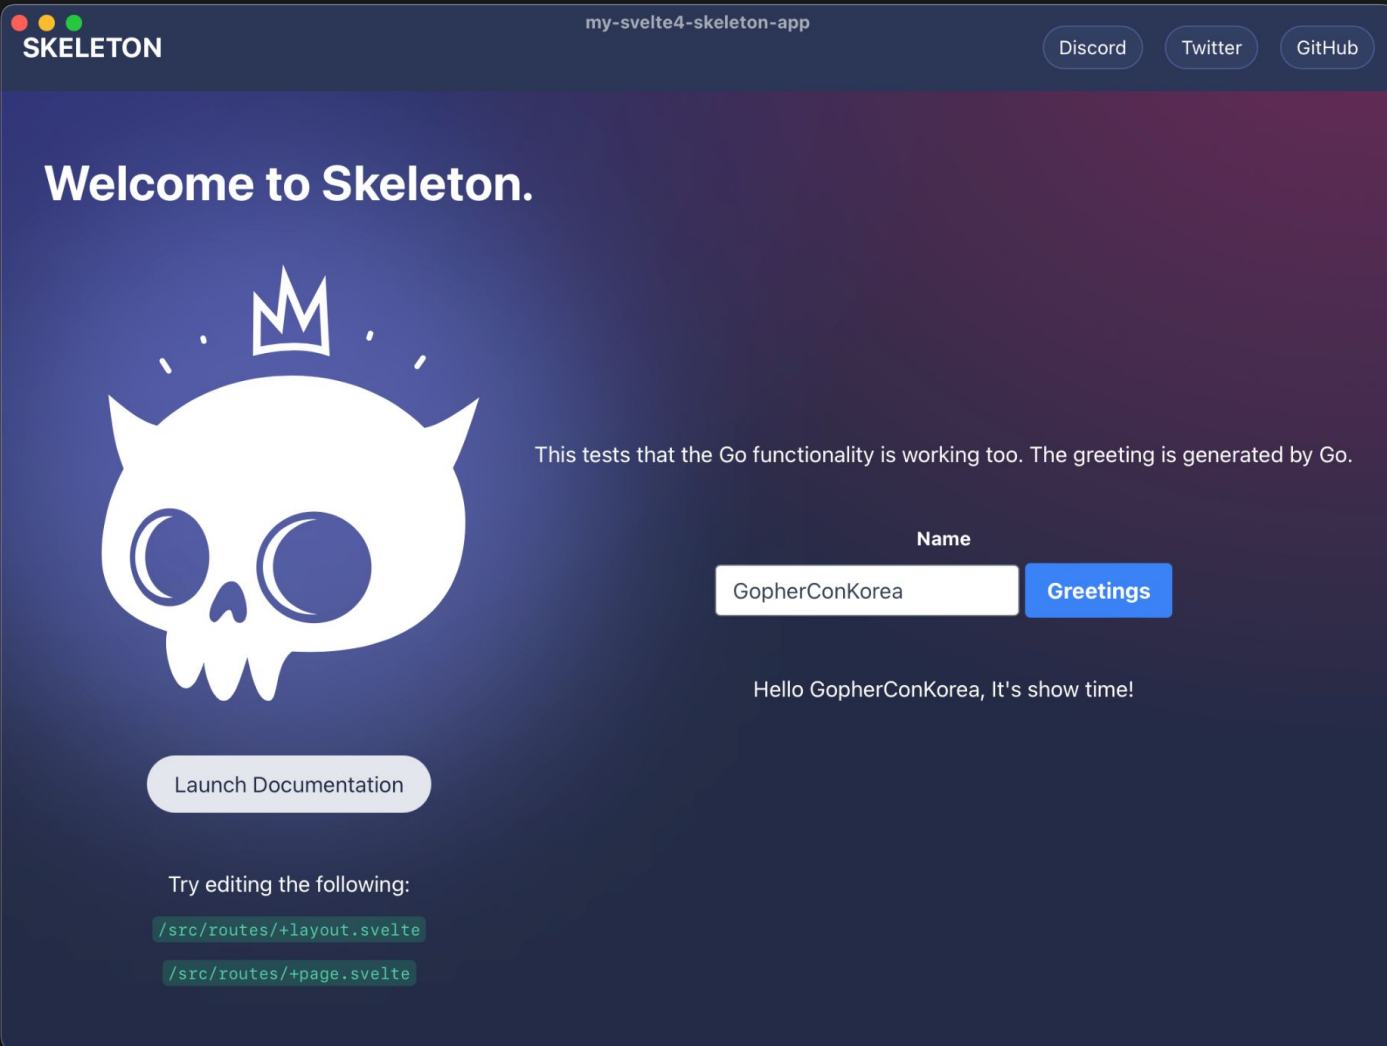 my-svelte4-skeleton-app
SKELETON
Discord
Twitter
GitHub
Welcome to Skeleton.
Launch Documentation
Try editing the following:
/src/routes/+layout.svelte
/src/routes/+page.svelte
This tests that the Go functionality is working too. The greeting is generated by Go.
Name
GopherConKorea
Greetings
Hello GopherConKorea, It's show time!